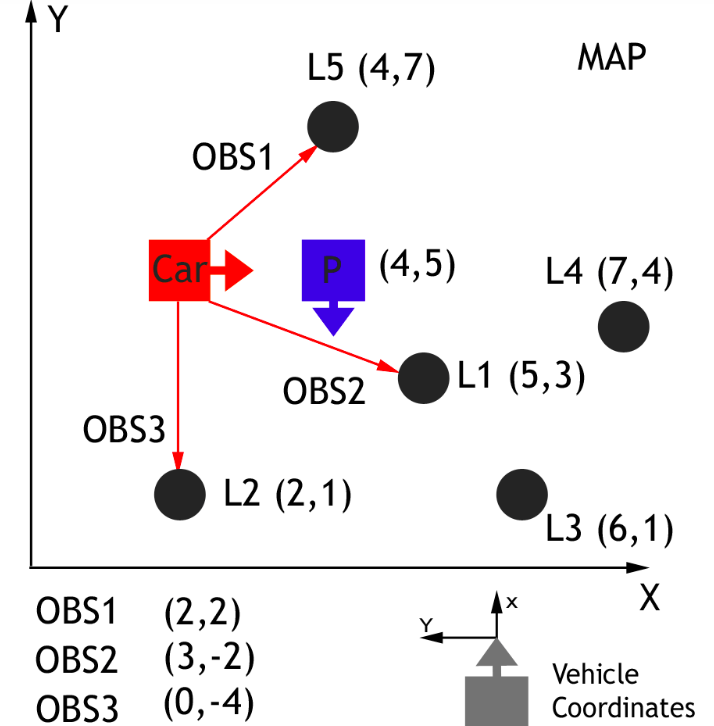 Y
MAP
L5 (4,7)
OBS1
Car
P
(4,5)
L4 (7,4)
OBS2
L1 (5,3)
OBS3
L2 (2,1)
L3 (6,1)
X
OBS1 (2,2)
OBS2 (3,-2)
OBS3 (0,-4)
x
Y
Vehicle
Coordinates